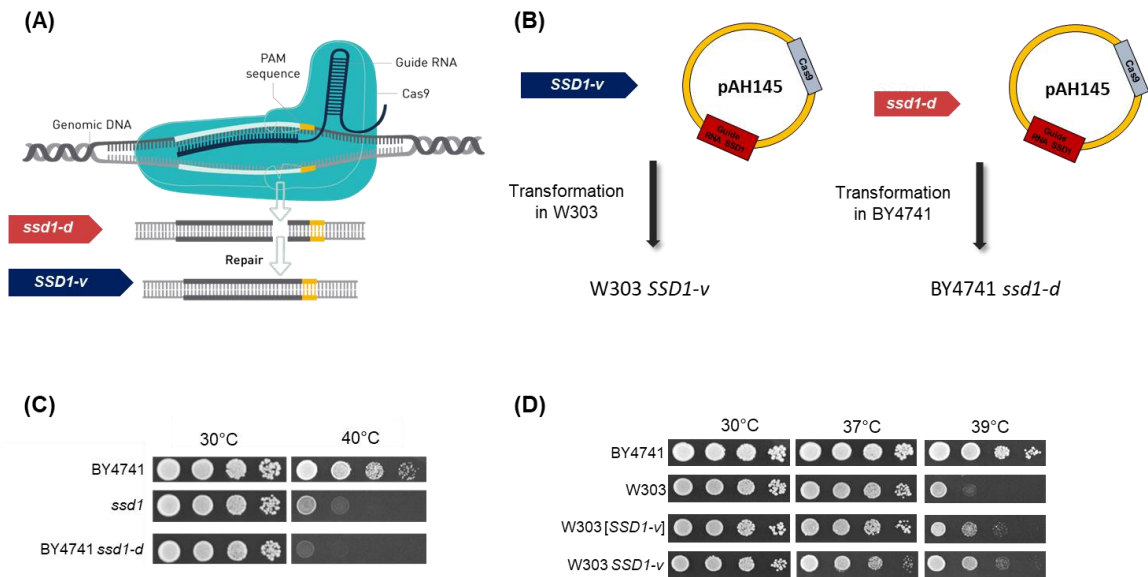 (A)
PAM
sequence
Guide RNA
Cas9
Genomic DNA
ssd1-d
Repair
SSD1-v
(B)
SSD1-v
pAH145
Cas9
Guide
RNA SSD1
Transformation
in W303
W303 SSD1-v
ssd1-d
pAH145
Cas9
Guide
RNA SSD1
Transformation
in BY4741
BY4741 ssd1-d
(C)
30°C 40°C
BY4741
ssd1
BY4741 ssd1-d
(D)
30°C 37°C 39°C
BY4741
W303
W303 [SSD1-v]
W303 SSD1-v